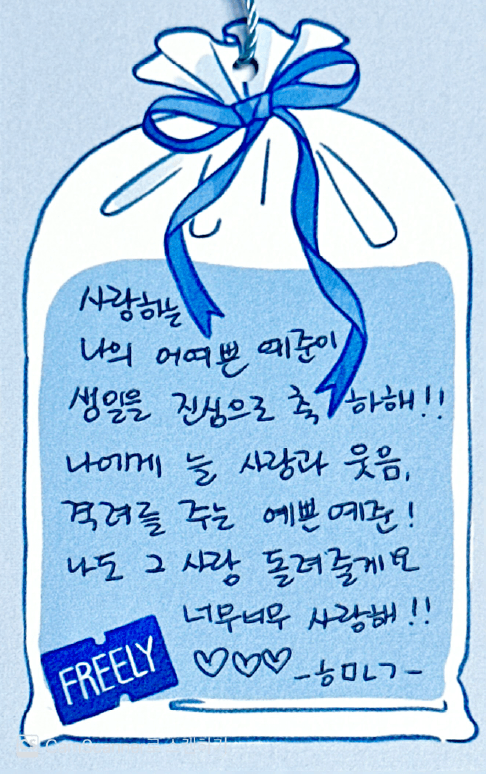 사랑하는
나의 어여쁜 예준이
생일을 진심으로 축하해!!
나에게 늘 사랑과 웃음,
격려를 주는 예쁜 예준!
나도 그 사랑 돌려줄게요
너무너무 사랑해!!
♡♡♡ -ㅎㅁㄴㄱ-
FREELY